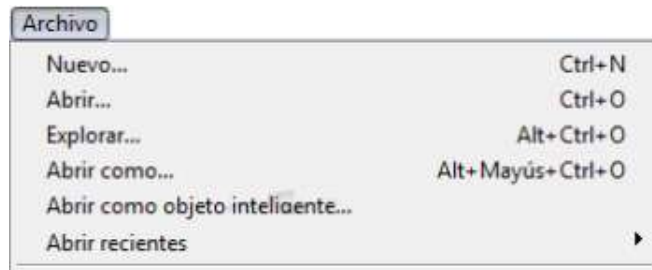 Archivo
Nuevo... Ctrl+N
Abrir... Ctrl+O
Explorar... Alt+Ctrl+O
Abrir como... Alt+Mayús+Ctrl+O
Abrir como objeto inteligente...
Abrir recientes